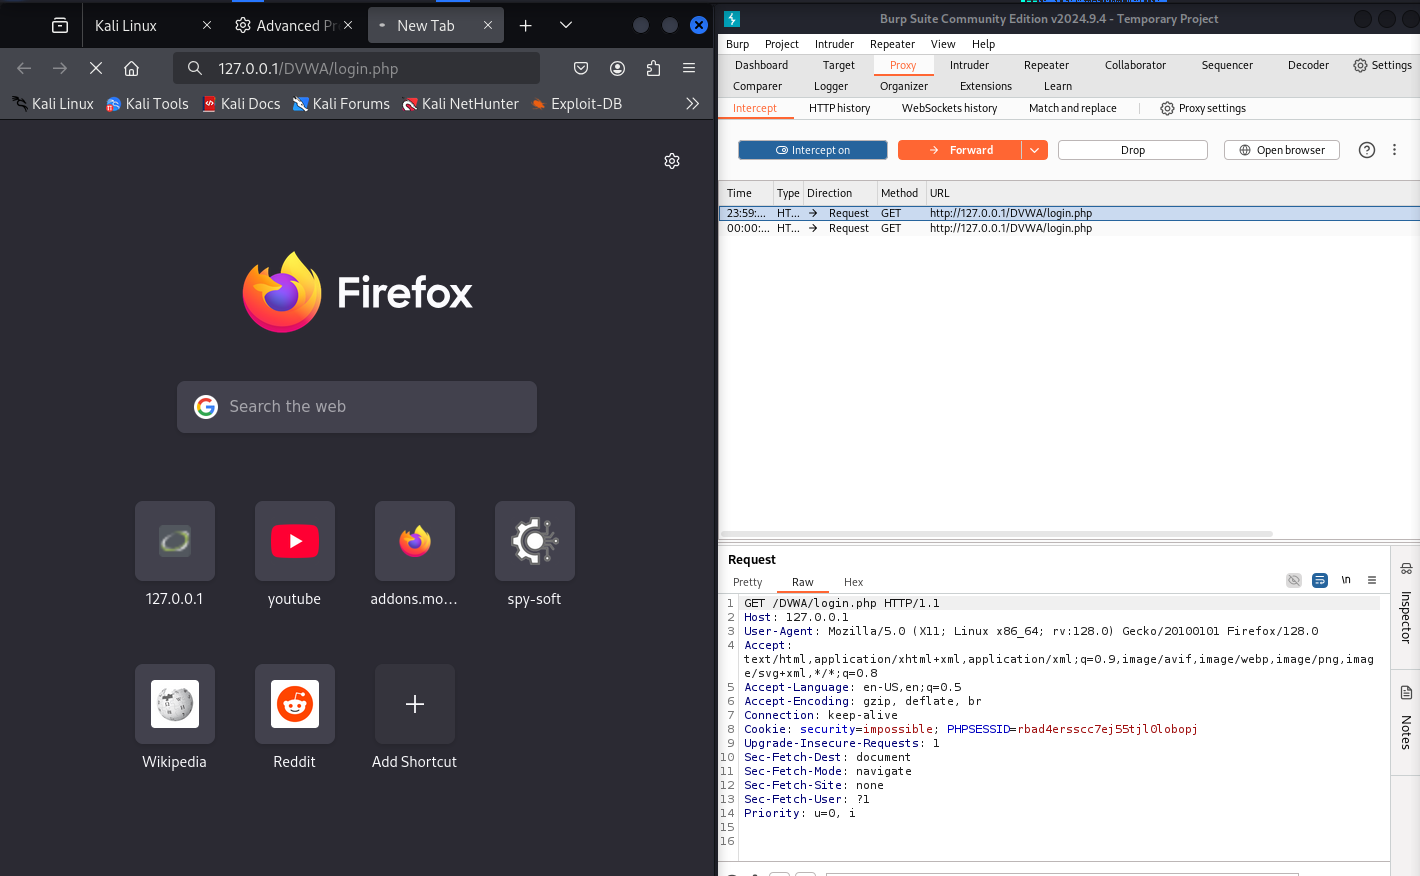 Kali Linux
Advanced Pr
New Tab
127.0.0.1/DVWA/login.php
Kali Linux
Kali Tools
Kali Docs
Kali Forums
Kali NetHunter
Exploit-DB
Firefox
Search the web
127.0.0.1
youtube
addons.mo...
spy-soft
Wikipedia
Reddit
Add Shortcut
Burp Suite Community Edition v2024.9.4 - Temporary Project
Burp Project Intruder Repeater View Help
Dashboard Target Proxy Intruder Repeater Collaborator Sequencer Decoder Settings
Comparer Logger Organizer Extensions Learn
Intercept HTTP history WebSockets history Match and replace Proxy settings
Intercept on Forward Drop Open browser
Time Type Direction Method URL
23:59:... HT... Request GET http://127.0.0.1/DVWA/login.php
00:00:... HT... Request GET http://127.0.0.1/DVWA/login.php
Request
Pretty Raw Hex \n
1 GET /DVWA/login.php HTTP/1.1
2 Host: 127.0.0.1
3 User-Agent: Mozilla/5.0 (X11; Linux x86_64; rv:128.0) Gecko/20100101 Firefox/128.0
4 Accept:
text/html,application/xhtml+xml,application/xml;q=0.9,image/avif,image/webp,image/png,imag
e/svg+xml,*/*;q=0.8
5 Accept-Language: en-US,en;q=0.5
6 Accept-Encoding: gzip, deflate, br
7 Connection: keep-alive
8 Cookie: security=impossible; PHPSESSID=rbad4ersscc7ej55tjl0lobopj
9 Upgrade-Insecure-Requests: 1
10 Sec-Fetch-Dest: document
11 Sec-Fetch-Mode: navigate
12 Sec-Fetch-Site: none
13 Sec-Fetch-User: ?1
14 Priority: u=0, i
15
16
Inspector
Notes